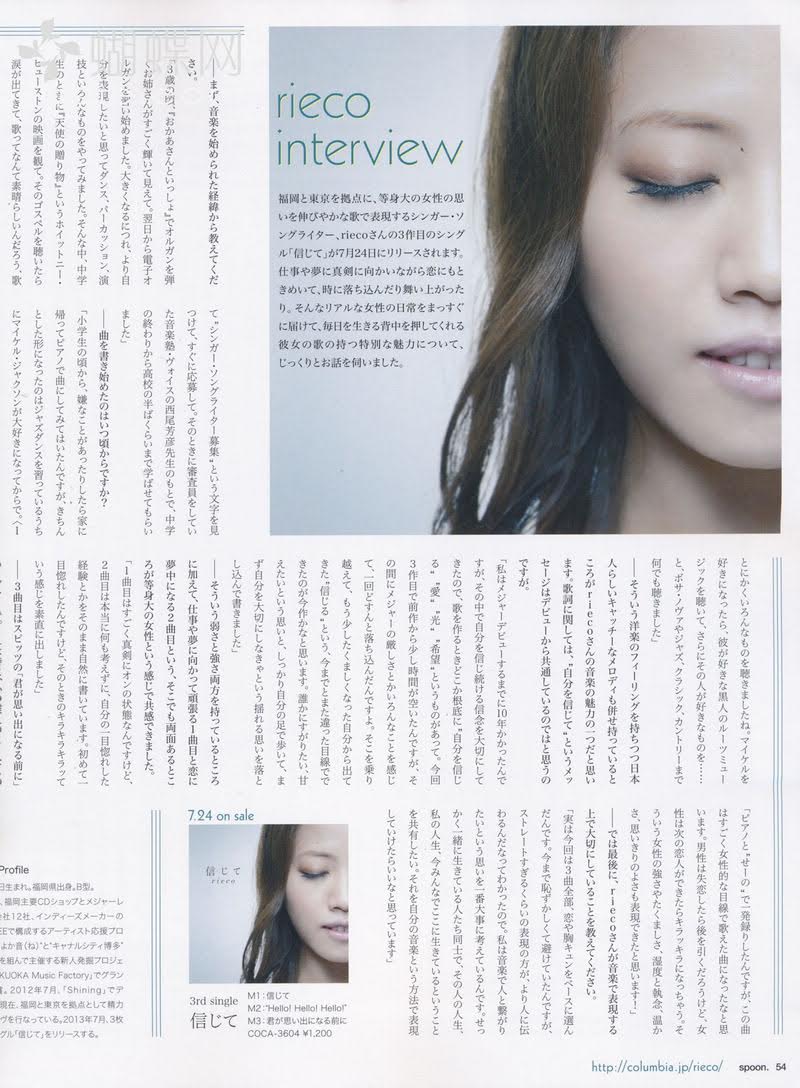 蝴蝶网
rieco
interview
福岡と東京を拠点に、等身大の女性の思
いを伸びやかな歌で表現するシンガー・ソ
ングライター、riecoさんの3作目のシング
ル「信じて」が7月24日にリリースされます。
仕事や夢に真剣に向かいながら恋にもと
きめいて、時に落ち込んだり舞い上がった
り。そんなリアルな女性の日常をまっすぐ
に届けて、毎日を生きる背中を押してくれる
彼女の歌の持つ特別な魅力について、
じっくりとお話を伺いました。
――まず、音楽を始められた経緯から教えてくだ
さい。
「3歳の頃、『おかあさんといっしょ』でオルガンを弾
くお姉さんがすごく輝いて見えて。翌日から電子オ
ルガンを習い始めました。大きくなるにつれ、より自
分を表現したいと思ってダンス、パーカッション、演
技といろんなものをやってみました。そんな中、中学
生のときに『天使の贈り物』というホイットニー・
ヒューストンの映画を観て。そのゴスペルを聴いたら
涙が出てきて、歌ってなんて素晴らしいんだろう、歌
て〝シンガー・ソングライター募集〟という文字を見
つけて、すぐに応募して。そのときに審査員をしてい
た音楽塾・ヴォイスの西尾芳彦先生のもとで、中学
の終わりから高校の半ばくらいまで学ばせてもらい
ました」
――曲を書き始めたのはいつ頃からですか?
「小学生の頃から、嫌なことがあったりしたら家に
帰ってピアノで曲にしてみてはいたんですが、きちん
とした形になったのはジャズダンスを習っているうち
にマイケル・ジャクソンが大好きになってからで。〈一
とにかくいろんなものを聴きましたね。マイケルを
好きになったら、彼が好きな黒人のルーツミュー
ジックを聴いて、さらにその人が好きなものを……
と、ボサ・ノヴァやジャズ、クラシック、カントリーまで
何でも聴きました」
――そういう洋楽のフィーリングを持ちつつ日本
人らしいキャッチーなメロディも併せ持っていると
ころがriecoさんの音楽の魅力の一つだと思い
ます。歌詞に関しては、〝自分を信じて〟というメッ
セージはデビューから共通しているのではと思うの
ですが。
「私はメジャーデビューするまでに10年かかったんで
すが、その中で自分を信じ続ける信念を大切にして
きたので、歌を作るときどこか根底に〝自分を信じ
る〟〝愛〟〝光〟〝希望〟というものがあって。今回
3作目で前作から少し時間が空いたんですが、そ
の間にメジャーの厳しさとかいろんなことを感じ
て、一回どすんと落ち込んだんですよ。そこを乗り
越えて、もう少したくましくなった自分から出て
きた〝信じる〟という、今までとまた違った目線で
きたのが今作かなと思います。誰かにすがりたい、甘
えたいという思いと、しっかり自分の足で歩いて、ま
ず自分を大切にしなきゃという揺れる思いを落と
し込んで書きました」
――そういう弱さと強さ両方を持っているところ
に加えて、仕事や夢に向かって頑張る1曲目と恋に
夢中になる2曲目という、そこでも両面あるとこ
ろが等身大の女性という感じで共感できました。
「1曲目はすごく真剣にオンの状態なんですけど、
2曲目は本当に何も考えずに、自分の一目惚れした
経験とかをそのまま自然に書いています。初めて一
目惚れしたんですけど、そのときのキラキラキラッて
いう感じを素直に出しました」
――3曲目はスピッツの「君が思い出になる前に」
「ピアノと〝せーの〟で一発録りしたんですが、この曲
はすごく女性的な目線で歌えた曲になったなと思
います。男性は失恋したら後を引くだろうけど、女
性は次の恋人ができたらキラッキラになっちゃう。そ
ういう女性の強さやたくましさ、湿度と執念、温か
さ、思いきりのよさも表現できたと思います!」
――では最後に、riecoさんが音楽で表現する
上で大切にしていることを教えてください。
「実は今回は3曲全部、恋や胸キュンをベースに選ん
だんです。今まで恥ずかしくて避けていたんですが、
ストレートすぎるくらいの表現の方が、より人に伝
わるんだなってわかったので。私は音楽で人と繋がり
たいという思いを一番大事に考えているんです。せっ
かく一緒に生きている人たち同士で、その人の人生、
私の人生、今みんなでここに生きているということ
を共有したい。それを自分の音楽という方法で表現
していけたらいいなと思っています」
7.24 on sale
信じて
rieco
3rd single
信じて
M1:信じて
M2:“Hello! Hello! Hello!”
M3:君が思い出になる前に
COCA-3604 ¥1,200
Profile
日生まれ。福岡県出身。B型。
、福岡主要CDショップとメジャーレ
会社12社、インディーズメーカーの
EEで構成するアーティスト応援プロ
よか音(ね)”と“キャナルシティ博多”
を組んで主催する新人発掘プロジェ
KUOKA Music Factory」でグラン
賞。2012年7月、「Shining」でデ
現在、福岡と東京を拠点として精力
ヴを行なっている。2013年7月、3枚
グル「信じて」をリリースする。
http://columbia.jp/rieco/
spoon. 54